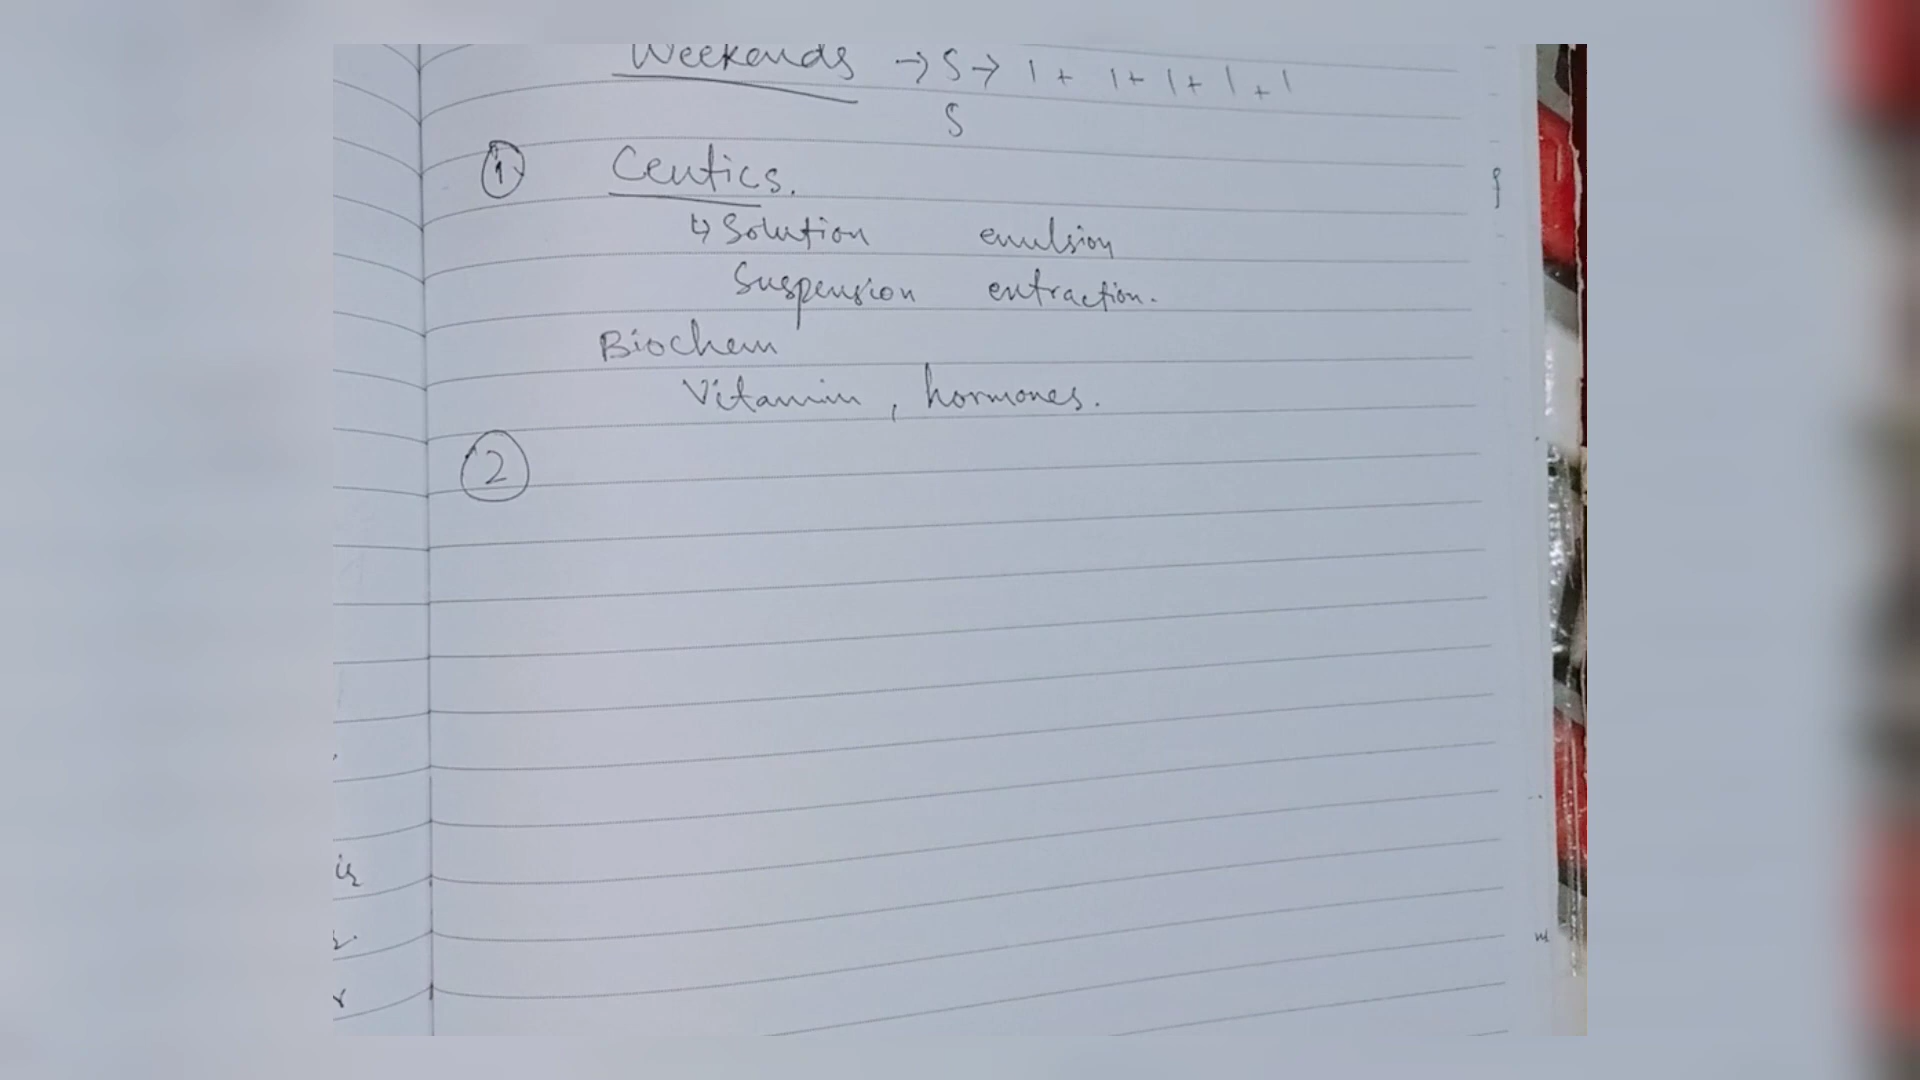 Weekends → S → 1 + 1 + 1 + 1 + 1
S
① Ceutics.
↳ Solution emulsion
Suspension extraction.
Biochem
Vitamin, hormones.
②